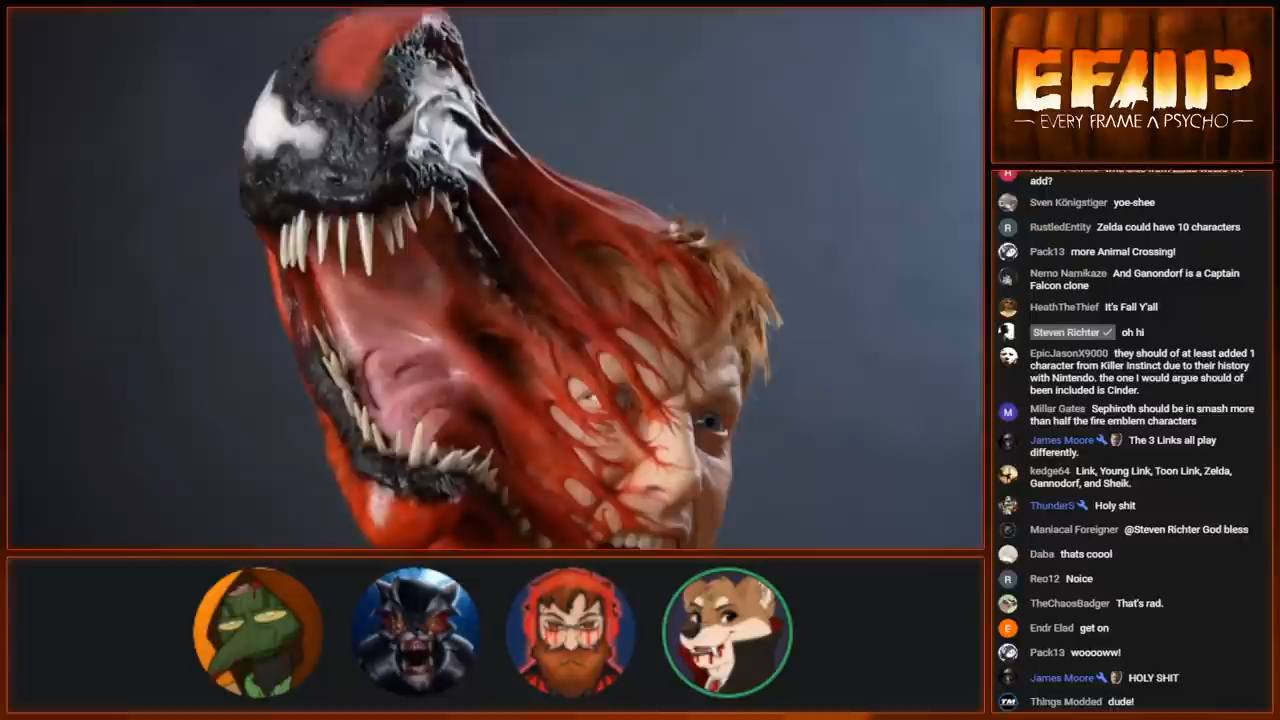 EFAP
EVERY FRAME A PSYCHO
add?
Sven Königstiger yoe-shee
R RustledEntity Zelda could have 10 characters
Pack13 more Animal Crossing!
Nemo Namikaze And Ganondorf is a Captain
Falcon clone
HeathTheThief It's Fall Y'all
Steven Richter ✓ oh hi
EpicJasonX9000 they should of at least added 1
character from Killer Instinct due to their history
with Nintendo. the one I would argue should of
been included is Cinder.
M Millar Gates Sephiroth should be in smash more
than half the fire emblem characters
James Moore The 3 Links all play
differently.
kedge64 Link, Young Link, Toon Link, Zelda,
Gannodorf, and Sheik.
ThunderS Holy shit
Maniacal Foreigner @Steven Richter God bless
Daba thats coool
R Reo12 Noice
TheChaosBadger That's rad.
E Endr Elad get on
Pack13 wooooww!
James Moore HOLY SHIT
TM Things Modded dude!